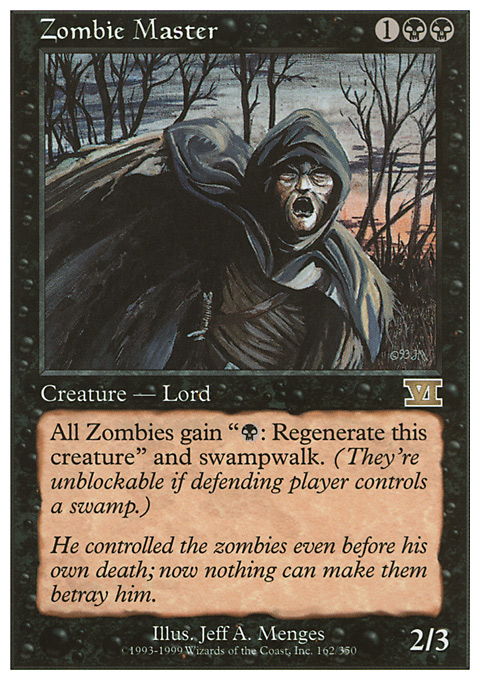 Zombie Master 1
©93JM
Creature — Lord VI
All Zombies gain “: Regenerate this
creature” and swampwalk. (They're
unblockable if defending player controls
a swamp.)
He controlled the zombies even before his
own death; now nothing can make them
betray him.
Illus. Jeff A. Menges
©1993-1999 Wizards of the Coast, Inc. 162/350
2/3